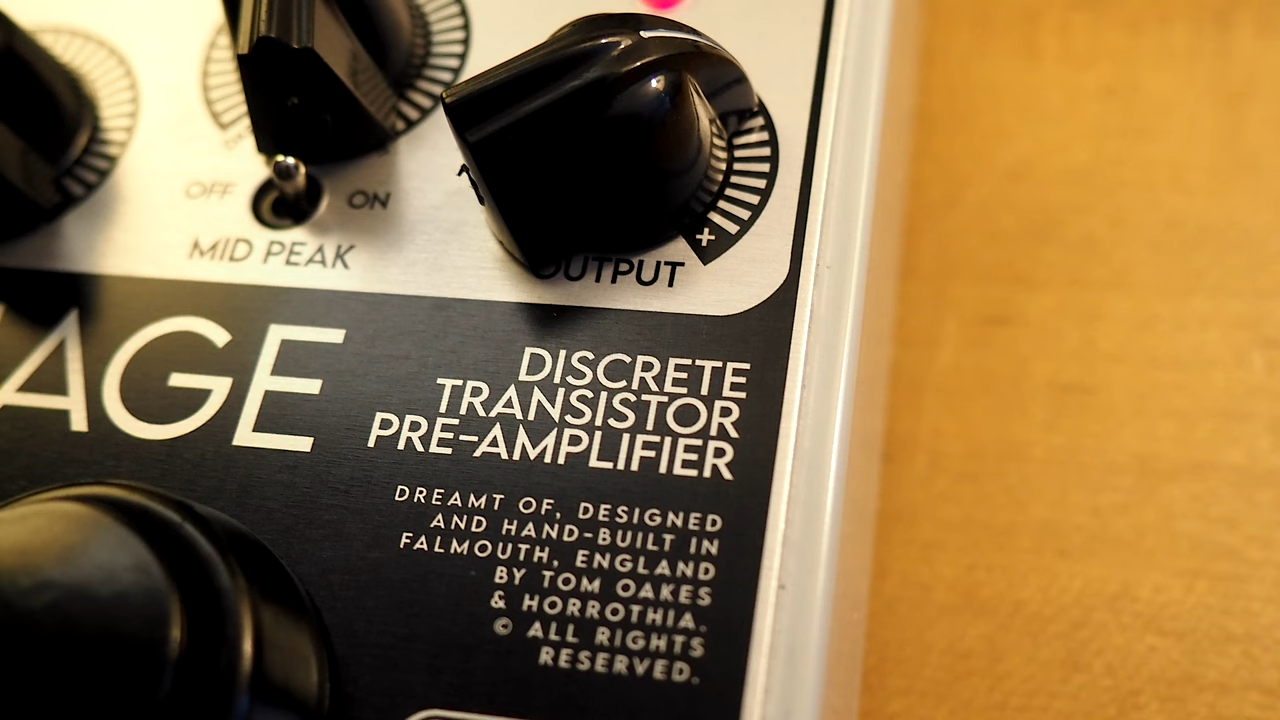 OFF ON
MID PEAK
+
OUTPUT
AGE
DISCRETE
TRANSISTOR
PRE-AMPLIFIER
DREAMT OF, DESIGNED
AND HAND-BUILT IN
FALMOUTH, ENGLAND
BY TOM OAKES
& HORROTHIA.
© ALL RIGHTS
RESERVED.